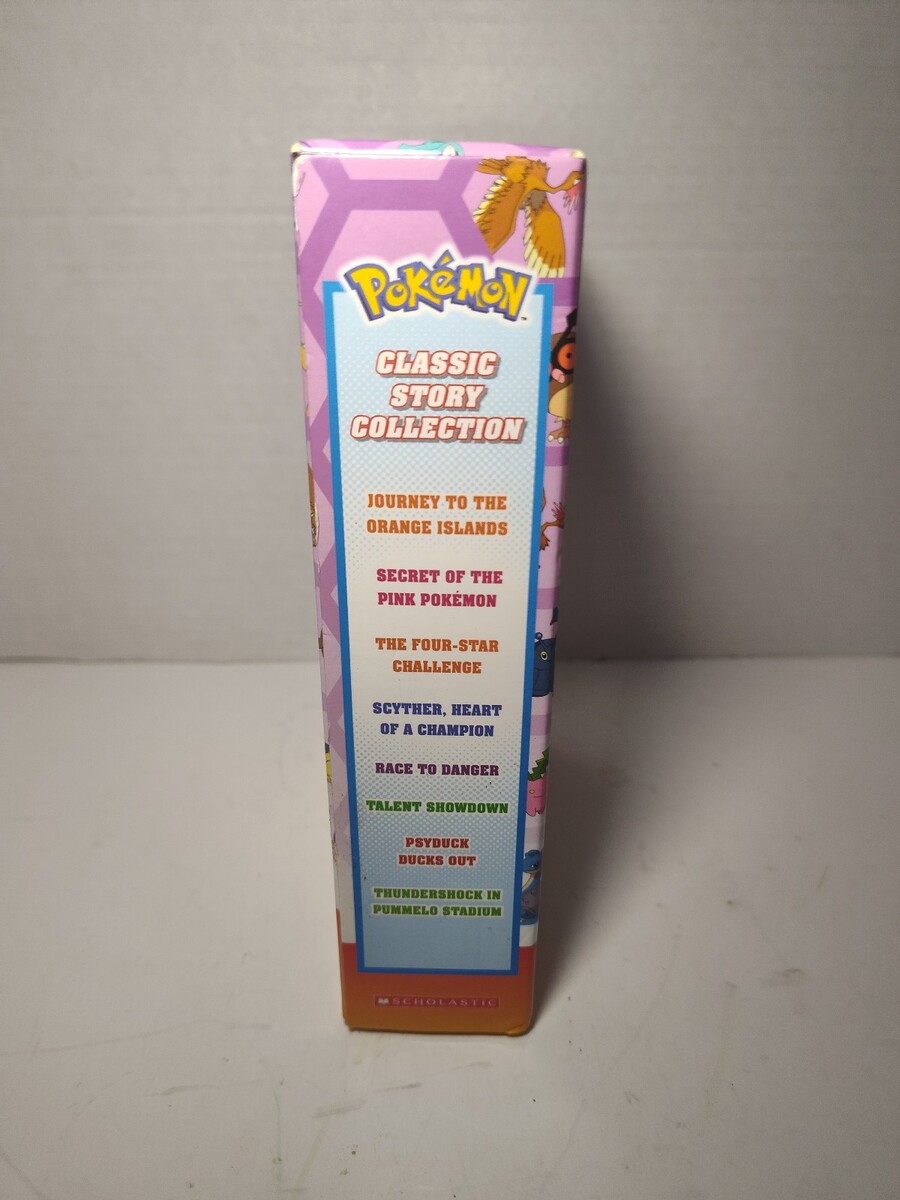 POKéMON
™
CLASSIC
STORY
COLLECTION
JOURNEY TO THE
ORANGE ISLANDS
SECRET OF THE
PINK POKÉMON
THE FOUR-STAR
CHALLENGE
SCYTHER, HEART
OF A CHAMPION
RACE TO DANGER
TALENT SHOWDOWN
PSYDUCK
DUCKS OUT
THUNDERSHOCK IN
PUMMELO STADIUM
SCHOLASTIC